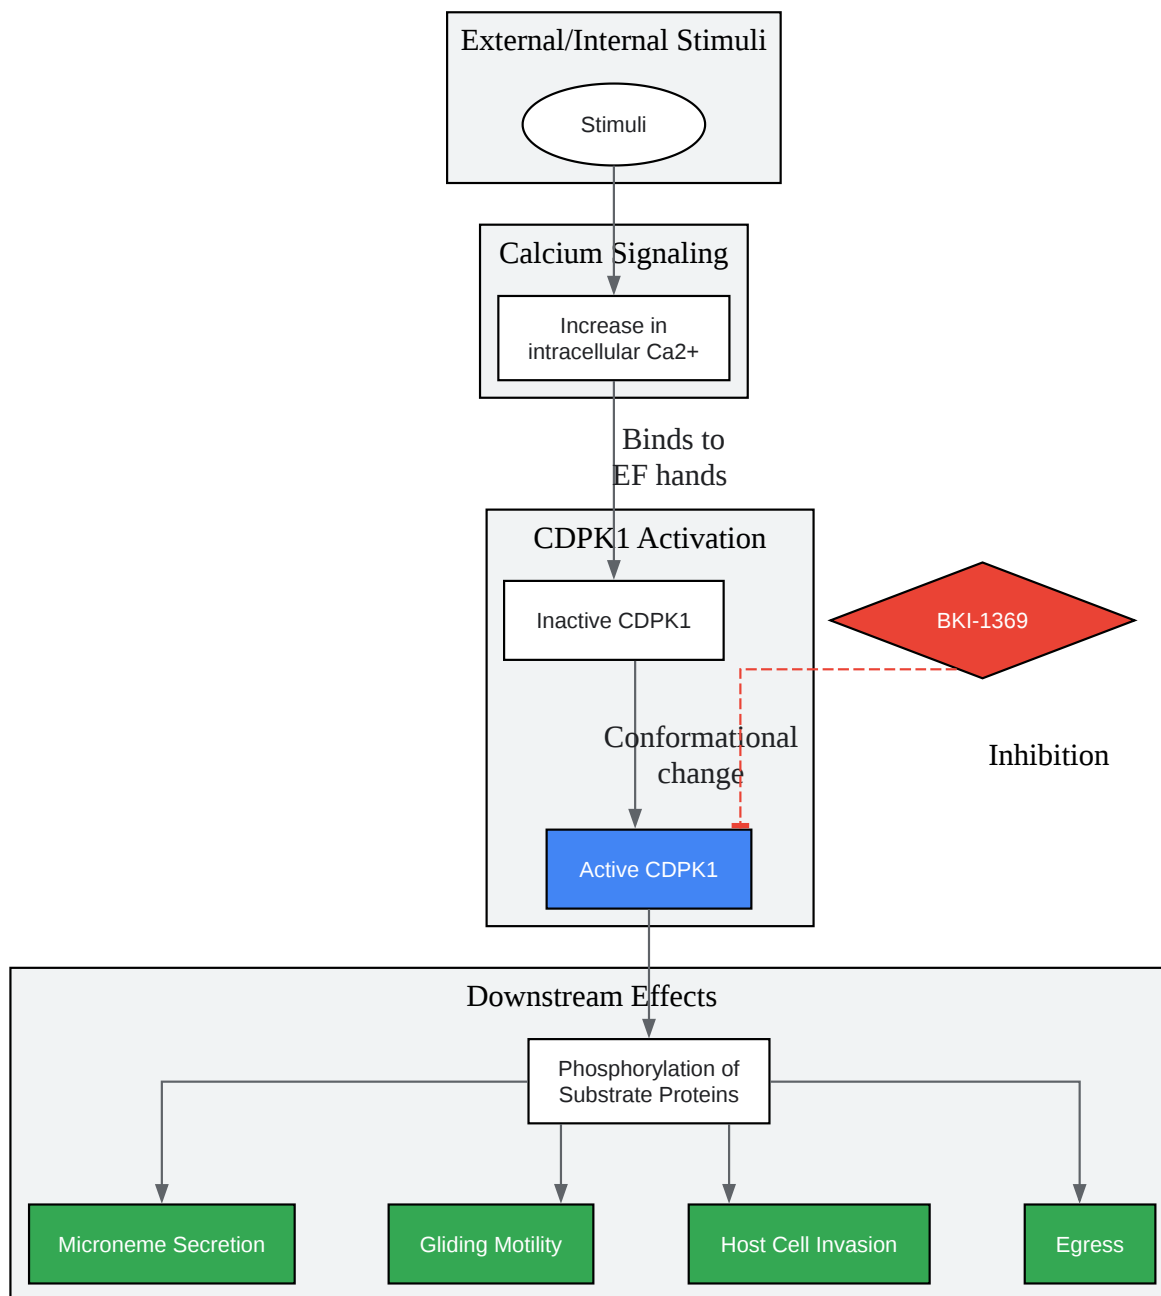 External/Internal Stimuli
Stimuli
Calcium Signaling
Increase in
intracellular Ca2+
Binds to
EF hands
CDPK1 Activation
Inactive CDPK1
BKI-1369
Conformational
change
Inhibition
Active CDPK1
Downstream Effects
Phosphorylation of
Substrate Proteins
Microneme Secretion
Gliding Motility
Host Cell Invasion
Egress